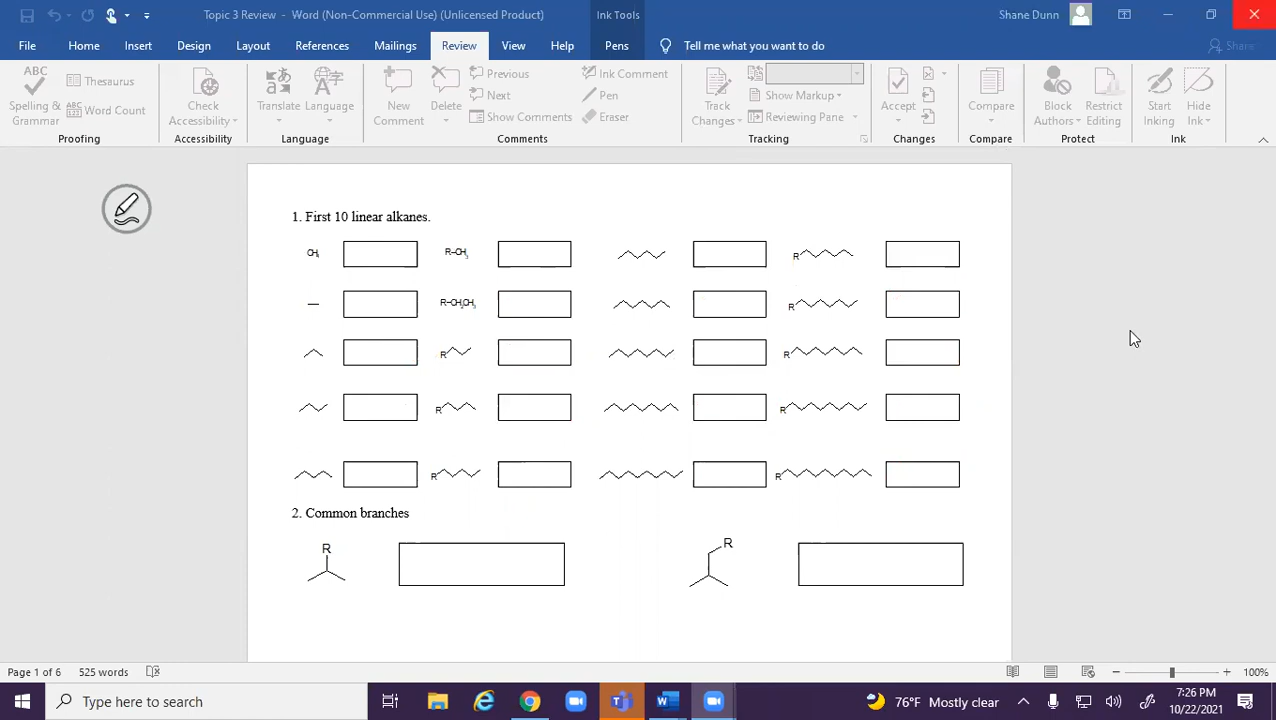 Topic 3 Review - Word (Non-Commercial Use) (Unlicensed Product)
Ink Tools
Shane Dunn
File Home Insert Design Layout References Mailings Review View Help Pens Tell me what you to do Share
ABC
Spelling & Grammar
Thesaurus
ABC 123 Word Count
Proofing
Check Accessibility
Accessibility
Translate Language
Language
New Comment
Delete
Previous
Next
Show Comments
Ink Comment
Pen
Eraser
Comments
Track Changes
Show Markup
Reviewing Pane
Tracking
Accept
Changes
Compare
Compare
Block Authors
Restrict Editing
Protect
Start Inking
Hide Ink
Ink
1. First 10 linear alkanes.
CH4 R-CH3 R
R-CH2CH3 R
R R
R R
R R
2. Common branches
R R
Page 1 of 6 525 words 100%
Type here to search 76°F Mostly clear 7:26 PM
10/22/2021